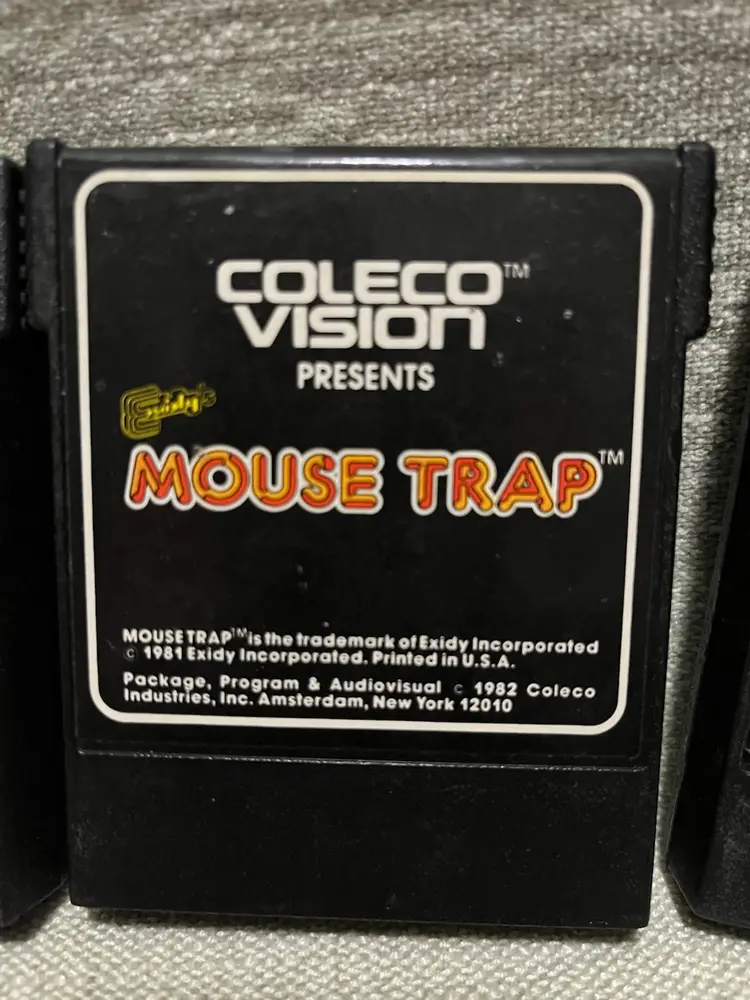 COLECO™
VISION
PRESENTS
Exidy's
MOUSE TRAP™
MOUSE TRAP™ is the trademark of Exidy Incorporated
© 1981 Exidy Incorporated. Printed in U.S.A.
Package, Program & Audiovisual © 1982 Coleco
Industries, Inc. Amsterdam, New York 12010